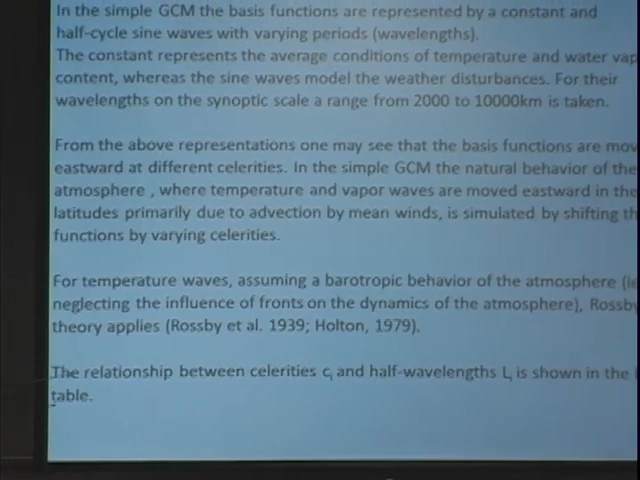 In the simple GCM the basis functions are represented by a constant and
half-cycle sine waves with varying periods (wavelengths).
The constant represents the average conditions of temperature and water vap
content, whereas the sine waves model the weather disturbances. For their
wavelengths on the synoptic scale a range from 2000 to 10000km is taken.
From the above representations one may see that the basis functions are mov
eastward at different celerities. In the simple GCM the natural behavior of the
atmosphere , where temperature and vapor waves are moved eastward in the
latitudes primarily due to advection by mean winds, is simulated by shifting th
functions by varying celerities.
For temperature waves, assuming a barotropic behavior of the atmosphere (ie
neglecting the influence of fronts on the dynamics of the atmosphere), Rossby
theory applies (Rossby et al. 1939; Holton, 1979).
The relationship between celerities cᵢ and half-wavelengths Lᵢ is shown in the
table.